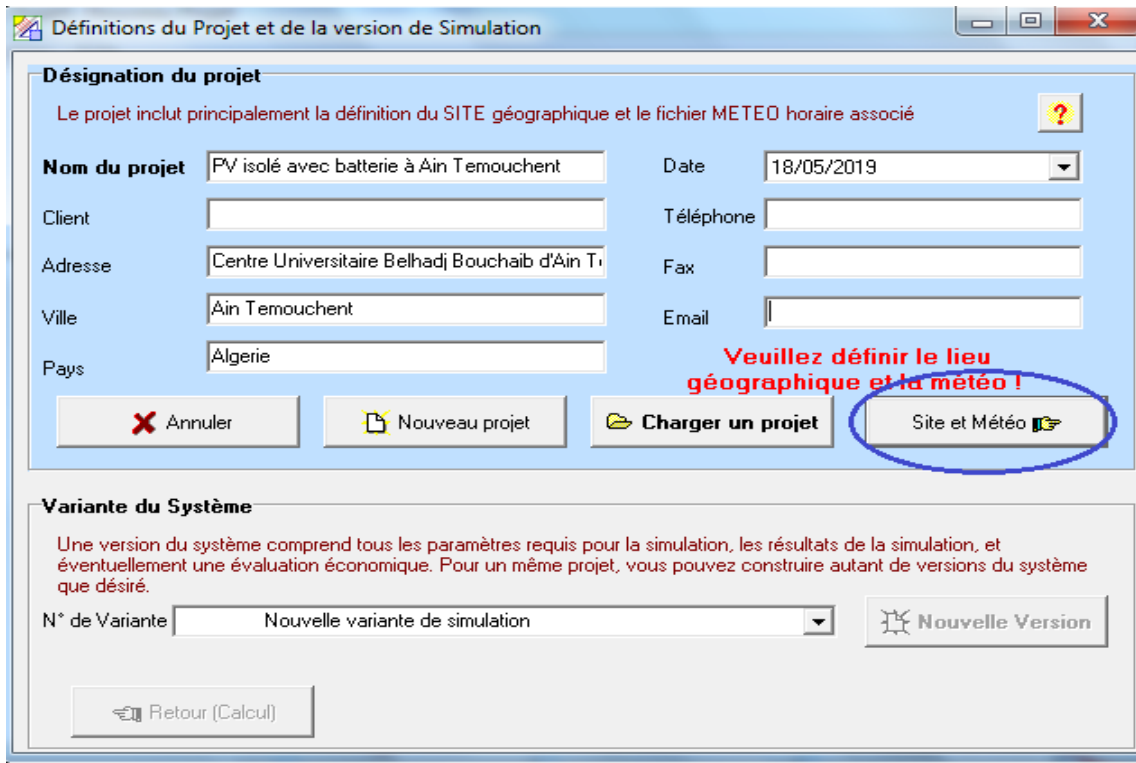 Définitions du Projet et de la version de Simulation
Désignation du projet
Le projet inclut principalement la définition du SITE géographique et le fichier METEO horaire associé
?
Nom du projet PV isolé avec batterie à Ain Temouchent Date 18/05/2019
Client Téléphone
Adresse Centre Universitaire Belhadj Bouchaib d'Ain Fax
Ville Ain Temouchent Email
Pays Algerie
Veuillez définir le lieu
géographique et la météo !
Annuler Nouveau projet Charger un projet Site et Météo
Variante du Système
Une version du système comprend tous les paramètres requis pour la simulation, les résultats de la simulation, et
éventuellement une évaluation économique. Pour un même projet, vous pouvez construire autant de versions du système
que désiré.
N° de Variante Nouvelle variante de simulation Nouvelle Version
Retour (Calcul)